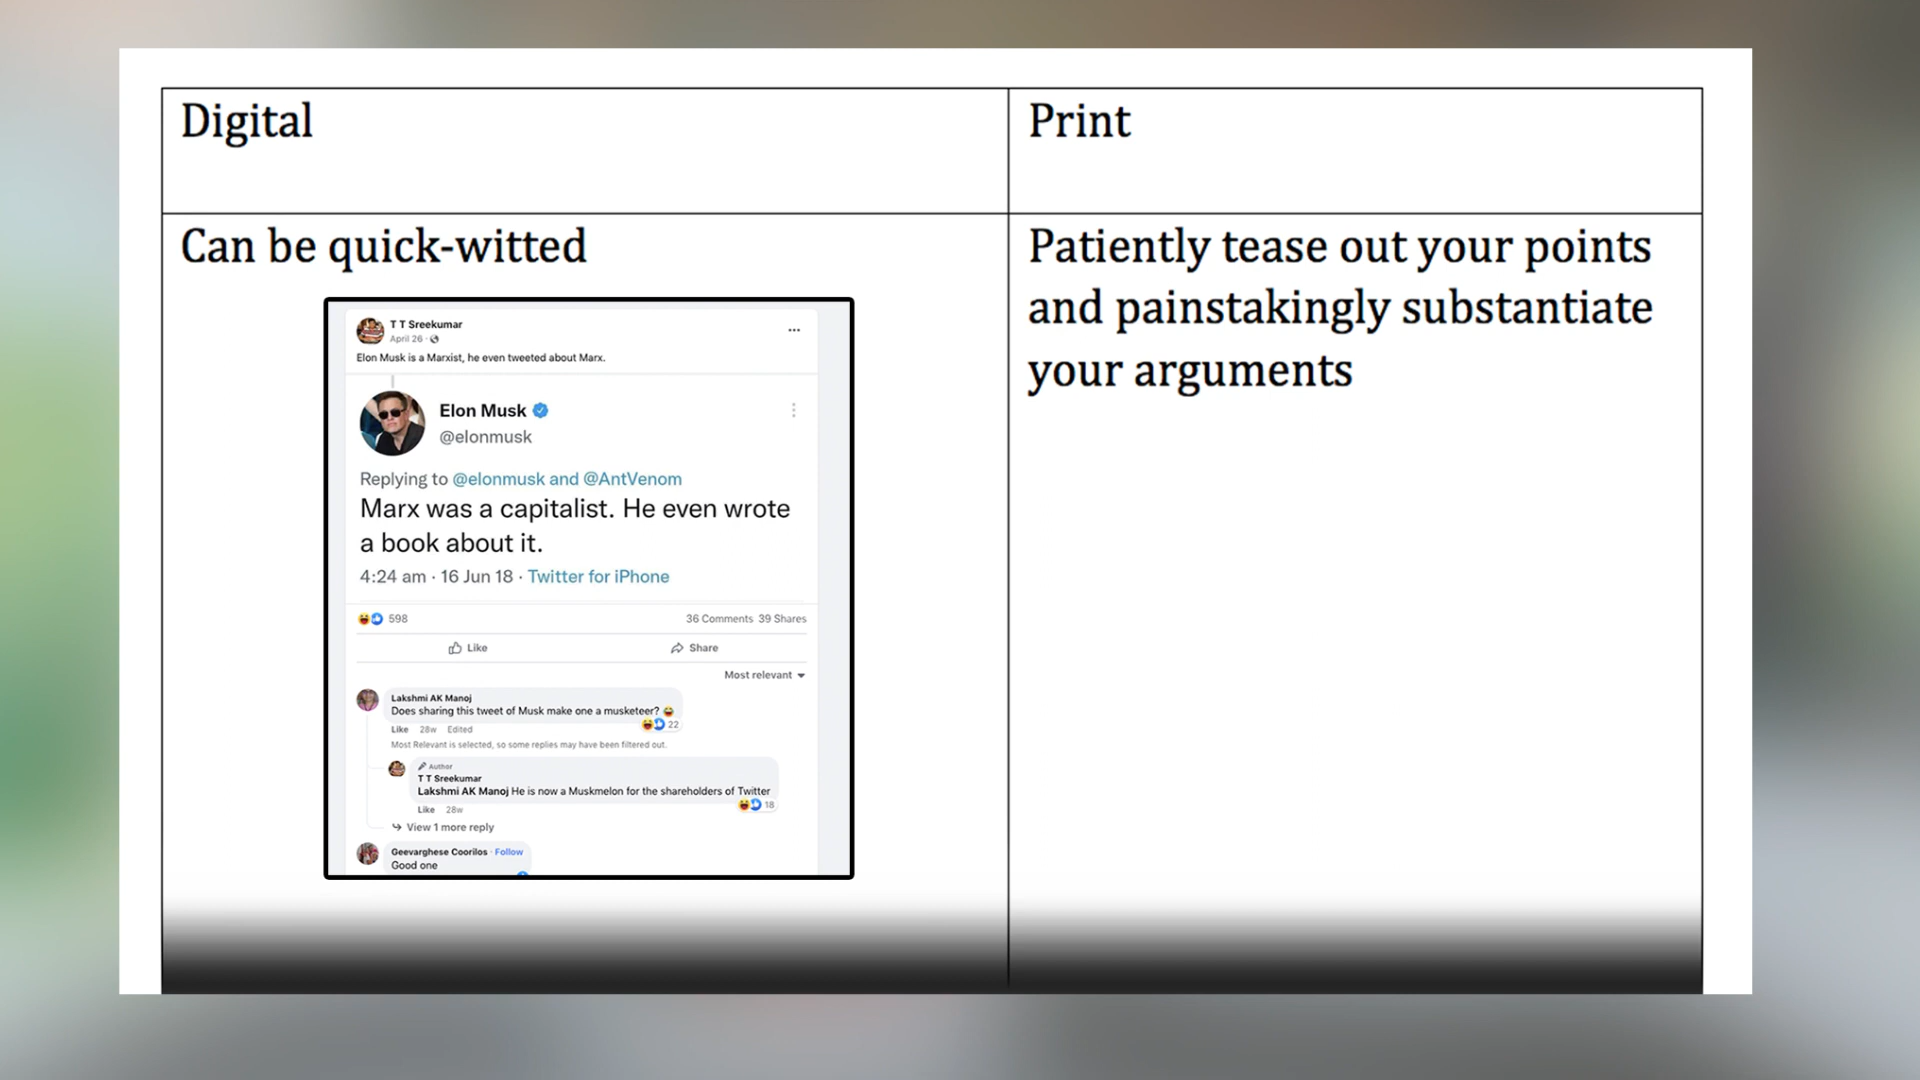 Digital
Print
Can be quick-witted
Patiently tease out your points
and painstakingly substantiate
your arguments
T T Sreekumar
April 26 ·
Elon Musk is a Marxist, he even tweeted about Marx.
Elon Musk
@elonmusk
Replying to @elonmusk and @AntVenom
Marx was a capitalist. He even wrote
a book about it.
4:24 am · 16 Jun 18 · Twitter for iPhone
598
36 Comments 39 Shares
Like
Share
Most relevant
Lakshmi AK Manoj
Does sharing this tweet of Musk make one a musketeer? 😂
22
Like 28w Edited
Most Relevant is selected, so some replies may have been filtered out.
Author
T T Sreekumar
Lakshmi AK Manoj He is now a Muskmelon for the shareholders of Twitter
18
Like 28w
View 1 more reply
Geevarghese Coorilos · Follow
Good one